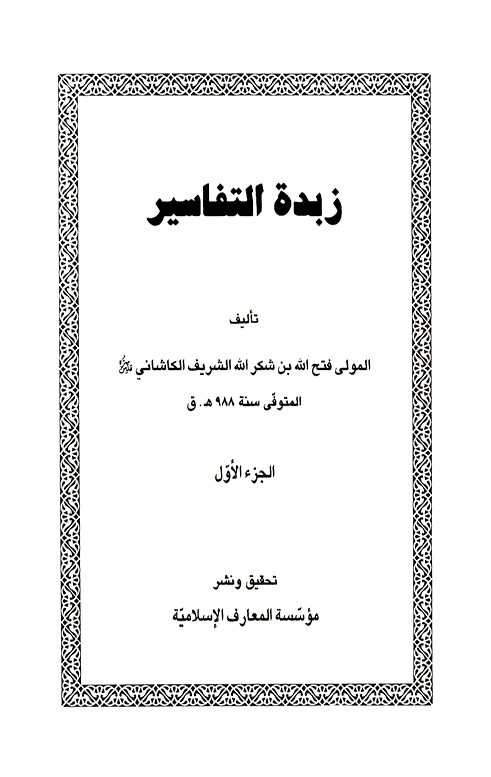 زبدة التفاسير
تأليف
المولى فتح الله بن شكر الله الشريف الكاشاني
المتوفّى سنة ٩٨٨ هـ . ق
الجزء الأوّل
تحقيق ونشر
مؤسّسة المعارف الإسلاميّة